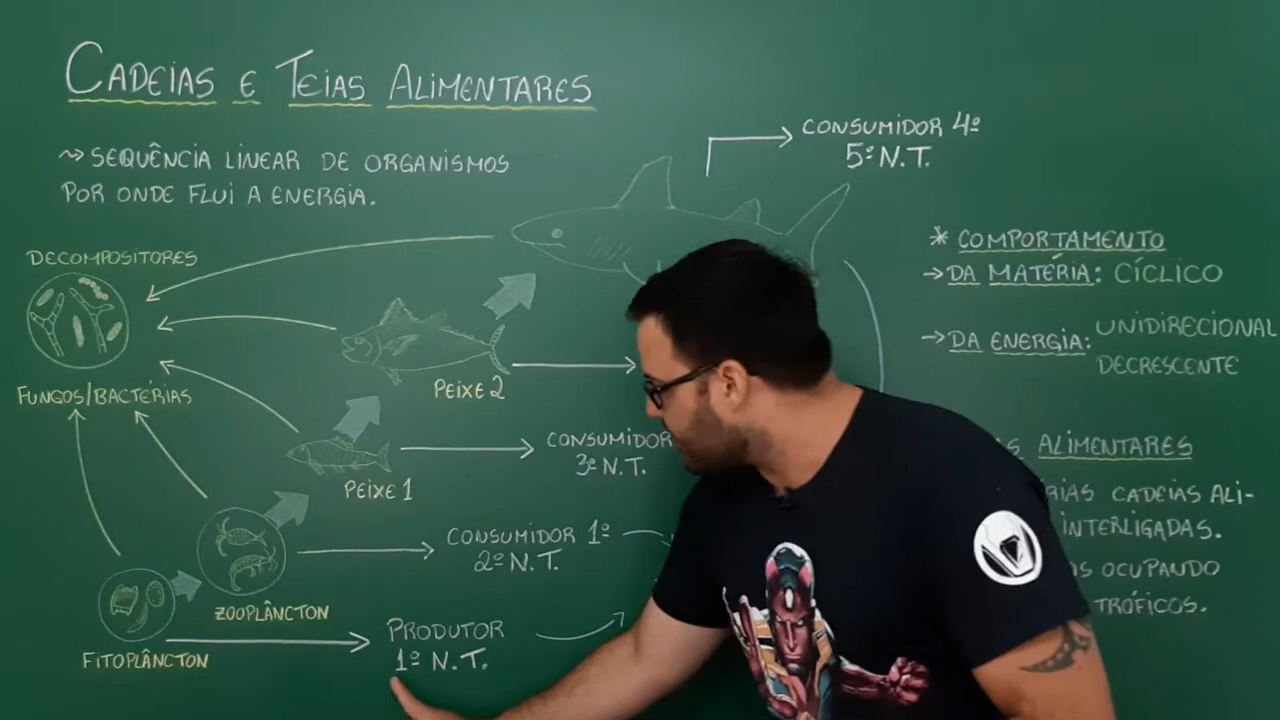 CADEIAS E TEIAS ALIMENTARES
~> SEQUÊNCIA LINEAR DE ORGANISMOS
POR ONDE FLUI A ENERGIA.
DECOMPOSITORES
FUNGOS/BACTÉRIAS
CONSUMIDOR 4º
5º N.T.
PEIXE 2
CONSUMIDOR
3º N.T.
PEIXE 1
CONSUMIDOR 1º
2º N.T.
ZOOPLÂNCTON
PRODUTOR
1º N.T.
FITOPLÂNCTON
* COMPORTAMENTO
→ DA MATÉRIA: CÍCLICO
→ DA ENERGIA: UNIDIRECIONAL
DECRESCENTE
ALIMENTARES
CADEIAS ALI-
INTERLIGADAS.
OCUPANDO
TRÓFICOS.